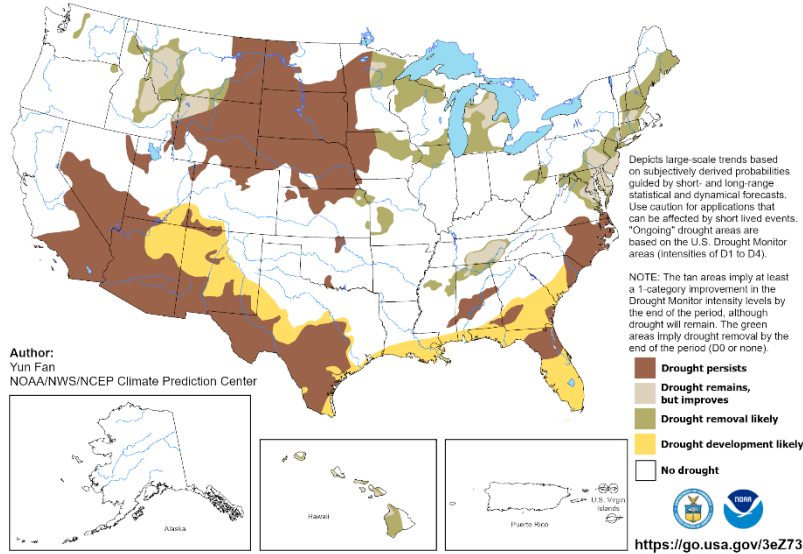 Depicts large-scale trends based
on subjectively derived probabilities
guided by short- and long-range
statistical and dynamical forecasts.
Use caution for applications that
can be affected by short lived events.
"Ongoing" drought areas are
based on the U.S. Drought Monitor
areas (intensities of D1 to D4).
NOTE: The tan areas imply at least
a 1-category improvement in the
Drought Monitor intensity levels by
the end of the period, although
drought will remain. The green
areas imply drought removal by the
end of the period (D0 or none).
Author:
Yun Fan
NOAA/NWS/NCEP Climate Prediction Center
Drought persists
Drought remains,
but improves
Drought removal likely
Drought development likely
No drought
Alaska
Hawaii
Puerto Rico
U.S. Virgin
Islands
NOAA
https://go.usa.gov/3eZ73